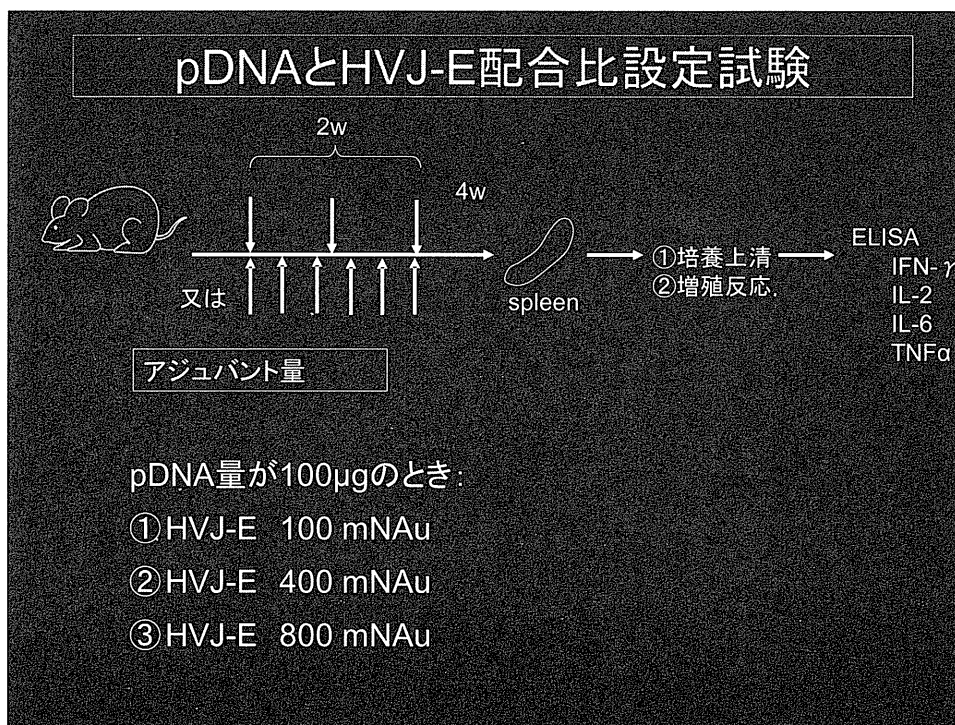 pDNAとHVJ-E配合比設定試験
2w
4w
又は
spleen
①培養上清
②増殖反応.
ELISA
IFN-γ
IL-2
IL-6
TNFα
アジュバント量
pDNA量が100μgのとき:
①HVJ-E 100 mNAu
②HVJ-E 400 mNAu
③HVJ-E 800 mNAu